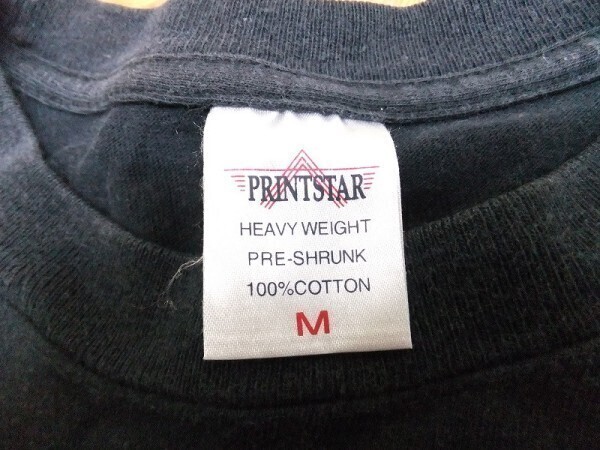 PRINTSTAR
HEAVY WEIGHT
PRE-SHRUNK
100%COTTON
M